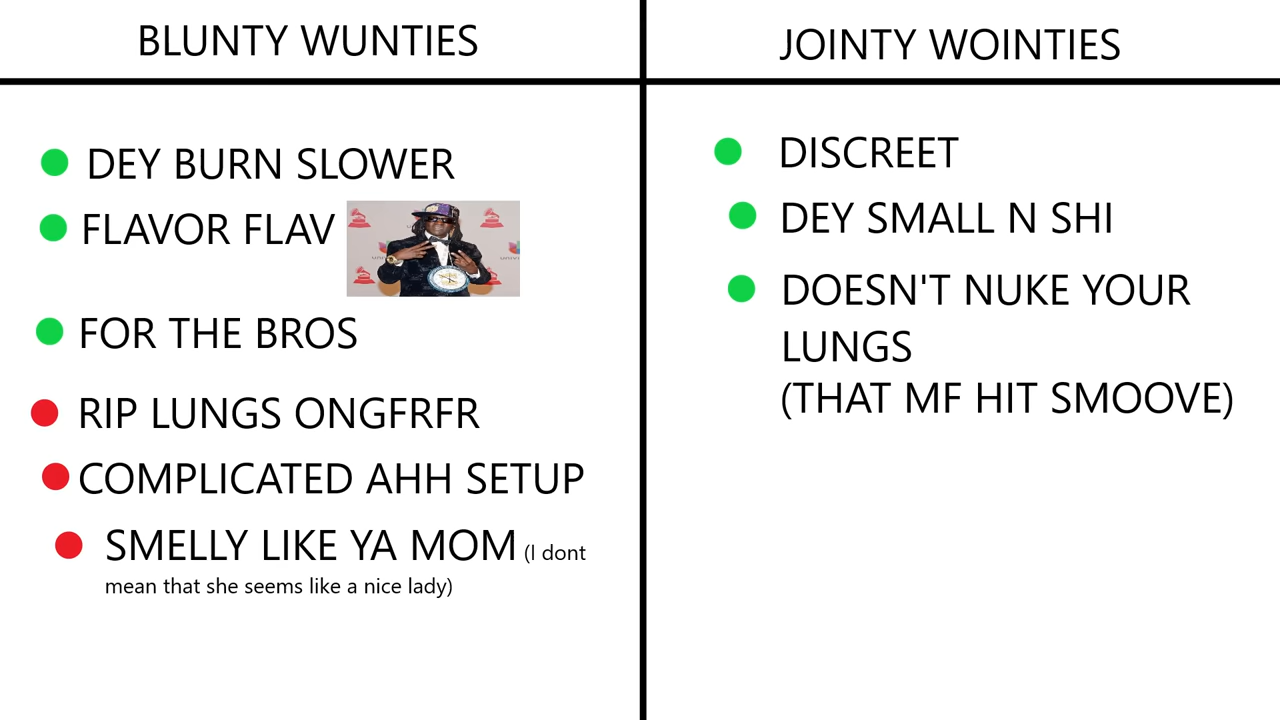 BLUNTY WUNTIES
DEY BURN SLOWER
FLAVOR FLAV
FOR THE BROS
RIP LUNGS ONGFRFR
COMPLICATED AHH SETUP
SMELLY LIKE YA MOM (I dont
mean that she seems like a nice lady)
JOINTY WOINTIES
DISCREET
DEY SMALL N SHI
DOESN'T NUKE YOUR
LUNGS
(THAT MF HIT SMOOVE)